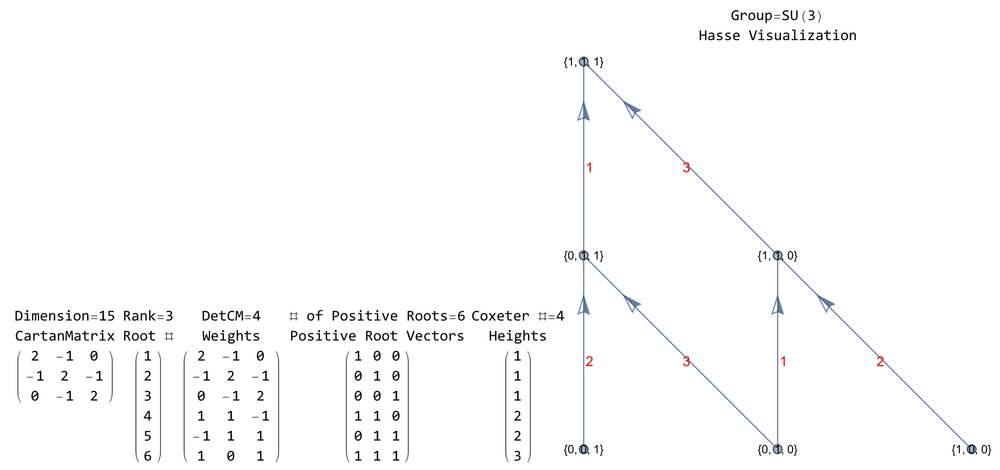 Group=SU(3)
Hasse Visualization
{1, 1, 1}
1
3
{0, 1, 1}
{1, 1, 0}
Dimension=15 Rank=3 DetCM=4 # of Positive Roots=6 Coxeter #=4
CartanMatrix Root # Weights Positive Root Vectors Heights
2 -1 0 1 2 -1 0 1 0 0 1
2 3 1 2
-1 2 -1 2 -1 2 -1 0 1 0 1
0 -1 2 3 0 -1 2 0 0 1 1
4 1 1 -1 1 1 0 2
5 -1 1 1 0 1 1 2
{0, 0, 1} {0, 1, 0} {1, 0, 0}
6 1 0 1 1 1 1 3